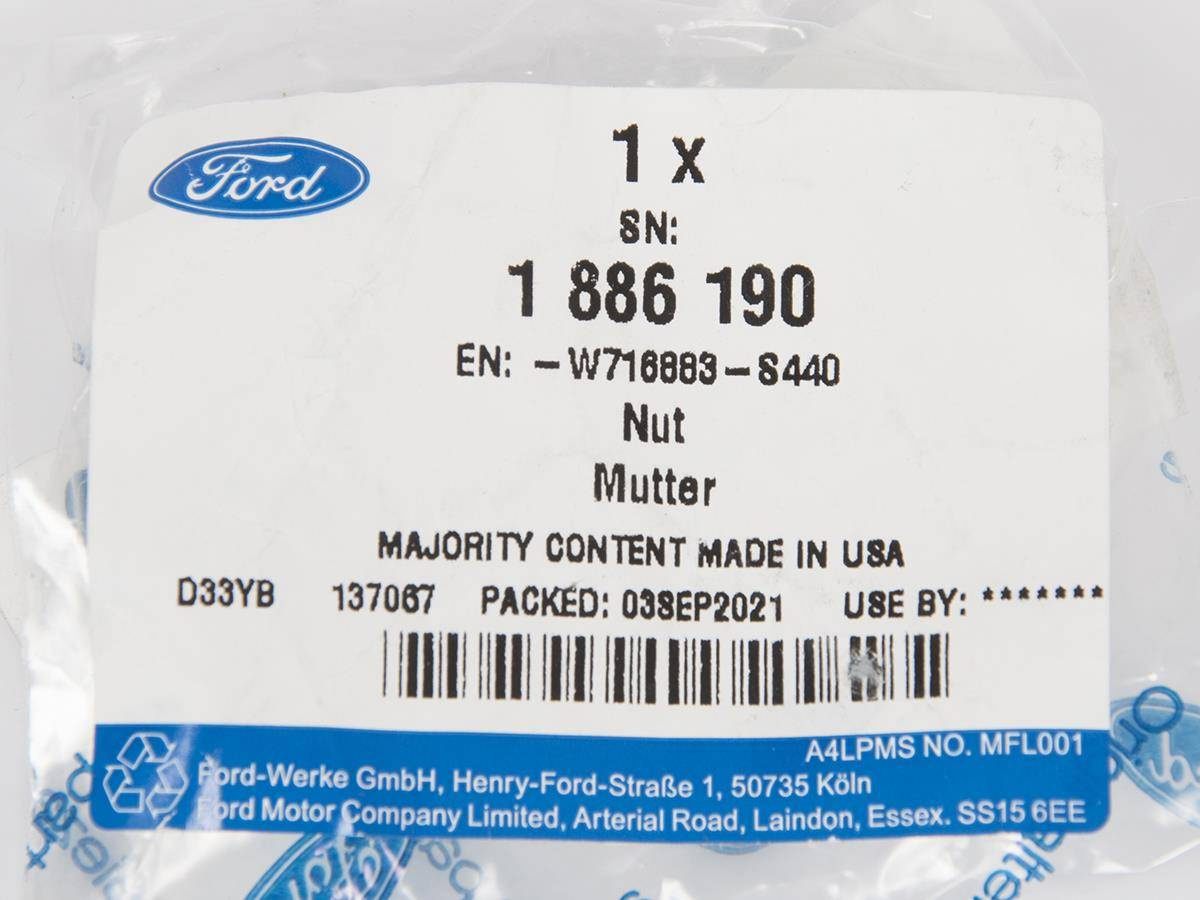 Ford
1 x
SN:
1 886 190
EN: -W716883-S440
Nut
Mutter
MAJORITY CONTENT MADE IN USA
D33YB 137067 PACKED: 03SEP2021 USE BY: *******
A4LPMS NO. MFL001
Ford-Werke GmbH, Henry-Ford-Straße 1, 50735 Köln
Ford Motor Company Limited, Arterial Road, Laindon, Essex. SS15 6EE